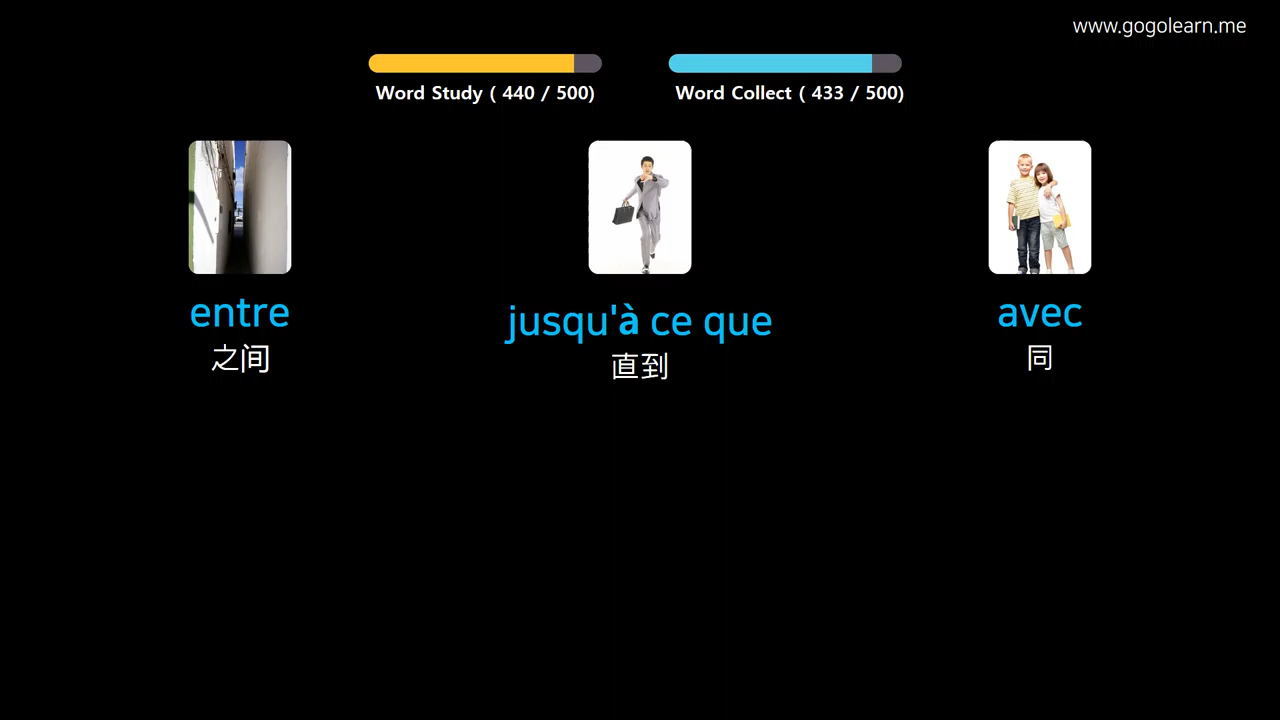 www.gogolearn.me
Word Study ( 440 / 500)
Word Collect ( 433 / 500)
entre
之间
jusqu'à ce que
直到
avec
同